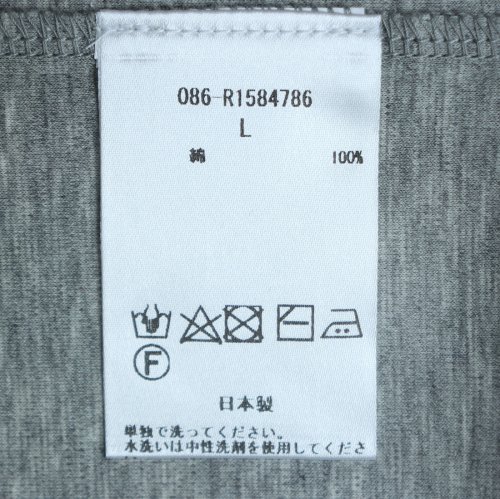 086-R1584786
L
綿 100%
F
日本製
単独で洗ってください。
水洗いは中性洗剤を使用してくださ